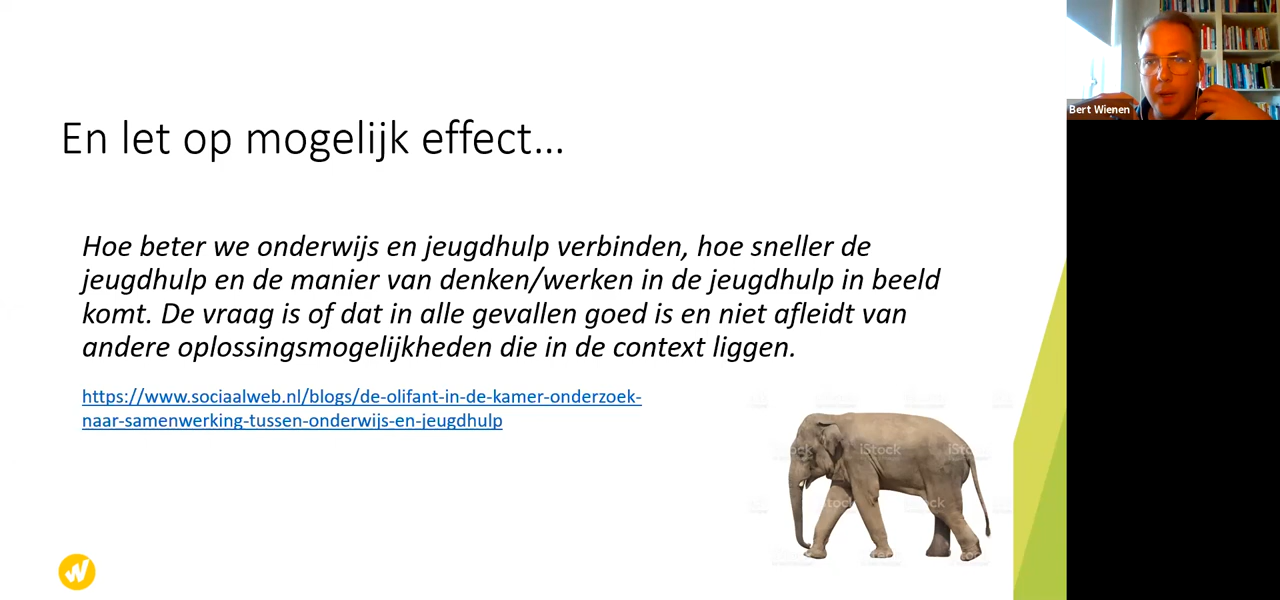 En let op mogelijk effect...
Hoe beter we onderwijs en jeugdhulp verbinden, hoe sneller de
jeugdhulp en de manier van denken/werken in de jeugdhulp in beeld
komt. De vraag is of dat in alle gevallen goed is en niet afleidt van
andere oplossingsmogelijkheden die in de context liggen.
https://www.sociaalweb.nl/blogs/de-olifant-in-de-kamer-onderzoek-
naar-samenwerking-tussen-onderwijs-en-jeugdhulp
Bert Wienen
iStock